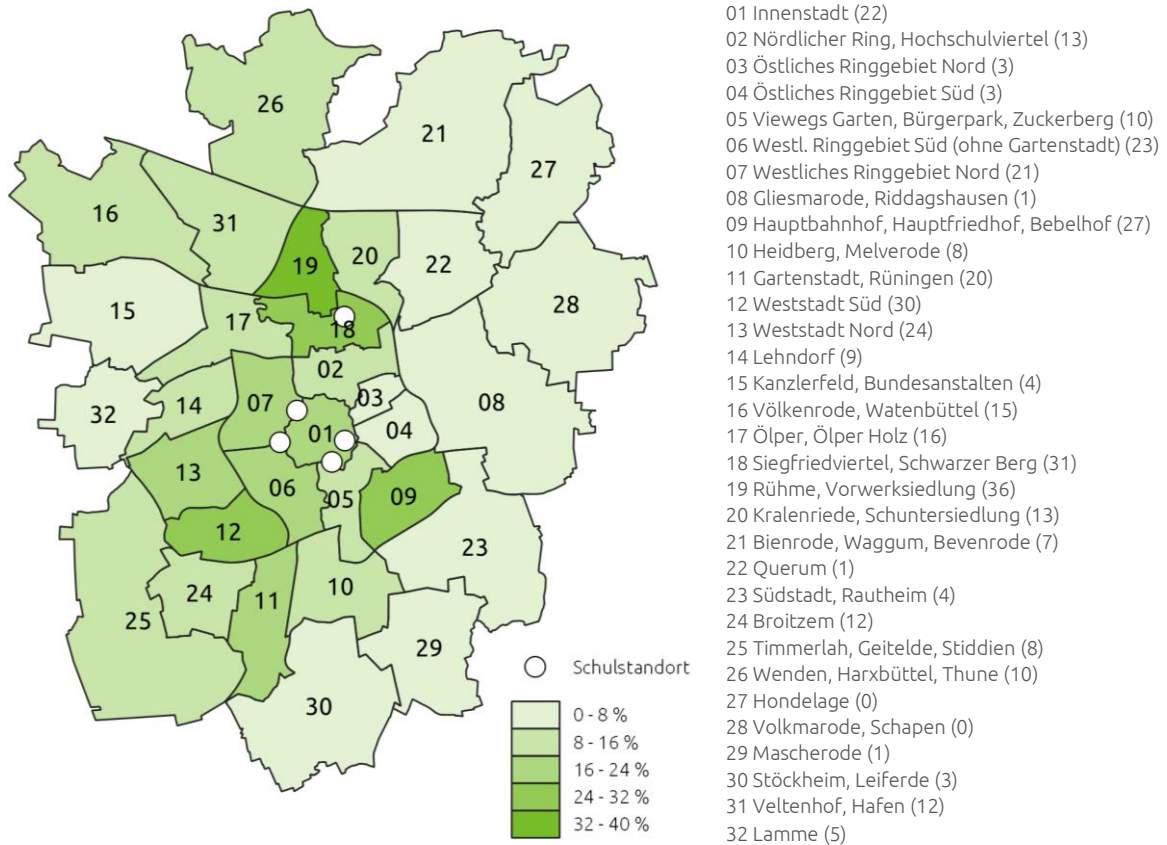 26
21
27
16
31
19
20
22
15
17
28
18
02
32
14
07
03
08
01
04
13
06
05
09
12
23
24
11
10
25
29
30
Schulstandort
0 - 8 %
8 - 16 %
16 - 24 %
24 - 32 %
32 - 40 %
01 Innenstadt (22)
02 Nördlicher Ring, Hochschulviertel (13)
03 Östliches Ringgebiet Nord (3)
04 Östliches Ringgebiet Süd (3)
05 Viewegs Garten, Bürgerpark, Zuckerberg (10)
06 Westl. Ringgebiet Süd (ohne Gartenstadt) (23)
07 Westliches Ringgebiet Nord (21)
08 Gliesmarode, Riddagshausen (1)
09 Hauptbahnhof, Hauptfriedhof, Bebelhof (27)
10 Heidberg, Melverode (8)
11 Gartenstadt, Rüningen (20)
12 Weststadt Süd (30)
13 Weststadt Nord (24)
14 Lehndorf (9)
15 Kanzlerfeld, Bundesanstalten (4)
16 Völkenrode, Watenbüttel (15)
17 Ölper, Ölper Holz (16)
18 Siegfriedviertel, Schwarzer Berg (31)
19 Rühme, Vorwerksiedlung (36)
20 Kralenriede, Schuntersiedlung (13)
21 Bienrode, Waggum, Bevenrode (7)
22 Querum (1)
23 Südstadt, Rautheim (4)
24 Broitzem (12)
25 Timmerlah, Geitelde, Stiddien (8)
26 Wenden, Harxbüttel, Thune (10)
27 Hondelage (0)
28 Volkmarode, Schapen (0)
29 Mascherode (1)
30 Stöckheim, Leiferde (3)
31 Veltenhof, Hafen (12)
32 Lamme (5)